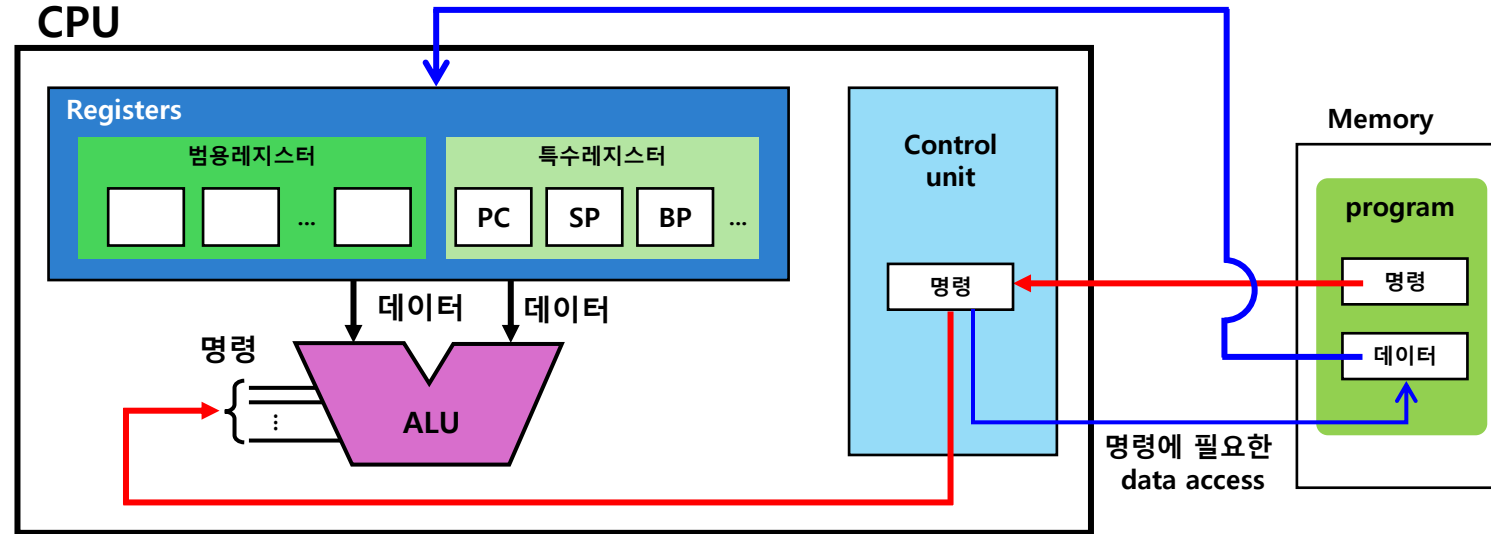 CPU
Registers
범용레지스터
...
특수레지스터
PC
SP
BP
...
Control
unit
명령
Memory
program
명령
데이터
데이터
데이터
명령
⋮
ALU
명령에 필요한
data access